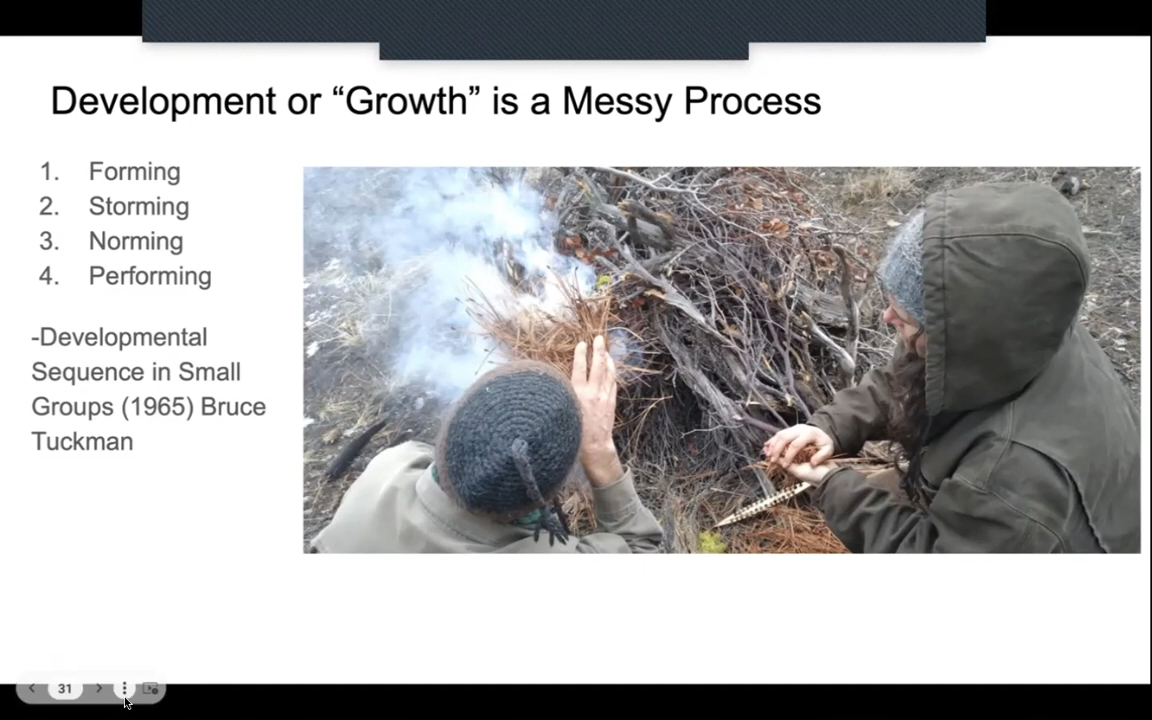 Development or “Growth” is a Messy Process
1. Forming
2. Storming
3. Norming
4. Performing
-Developmental
Sequence in Small
Groups (1965) Bruce
Tuckman
31